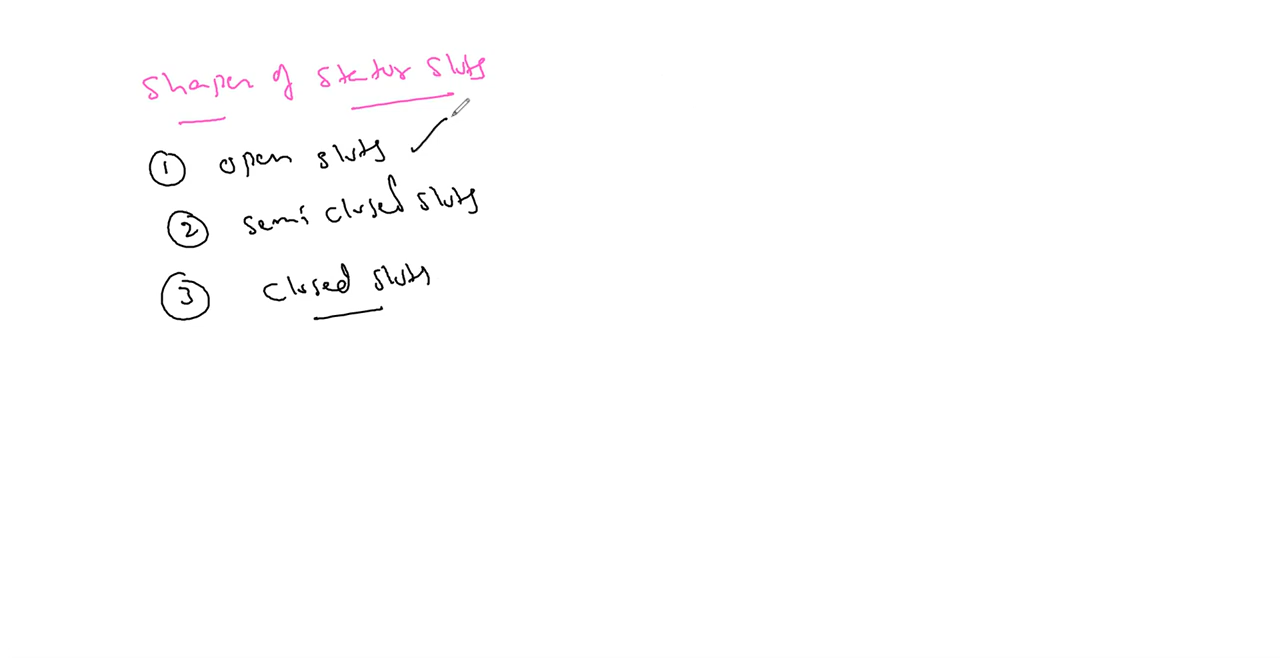 Shapes of Stator Slots
① open slots ✓
② semi closed slots
③ closed slots